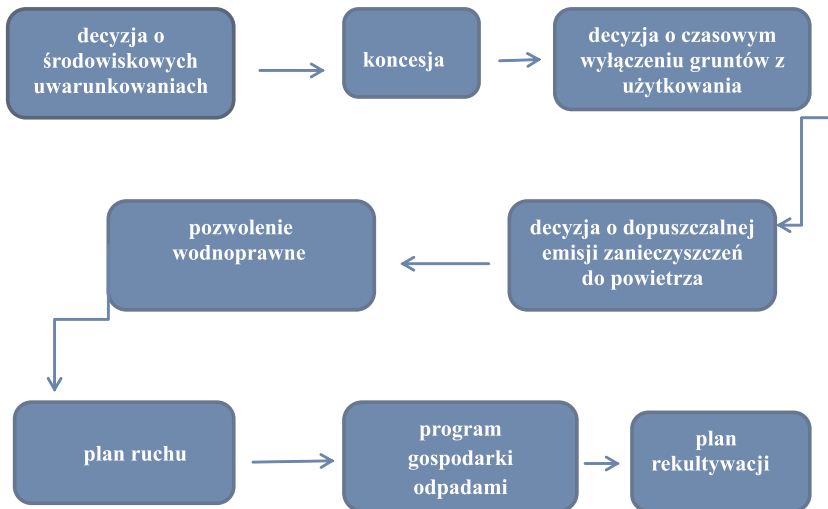 decyzja o
środowiskowych
uwarunkowaniach
koncesja
decyzja o czasowym
wyłączeniu gruntów z
użytkowania
decyzja o dopuszczalnej
emisji zanieczyszczeń
do powietrza
pozwolenie
wodnoprawne
plan ruchu
program
gospodarki
odpadami
plan
rekultywacji